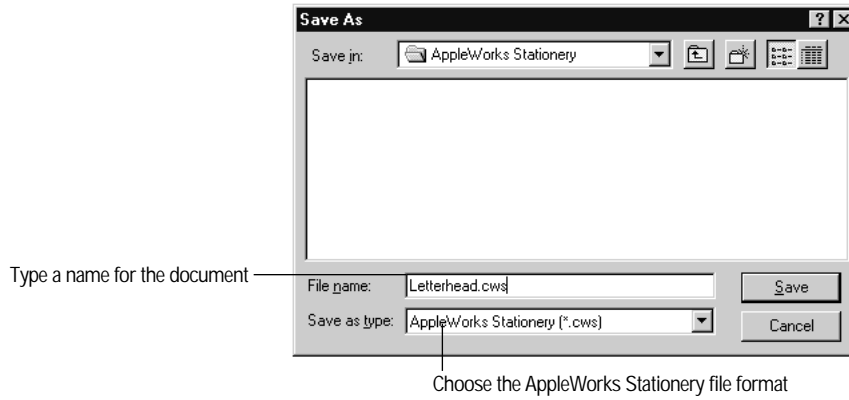 Save As
Save in: AppleWorks Stationery
Type a name for the document
File name: Letterhead.cws Save
Save as type: AppleWorks Stationery (*.cws) Cancel
Choose the AppleWorks Stationery file format